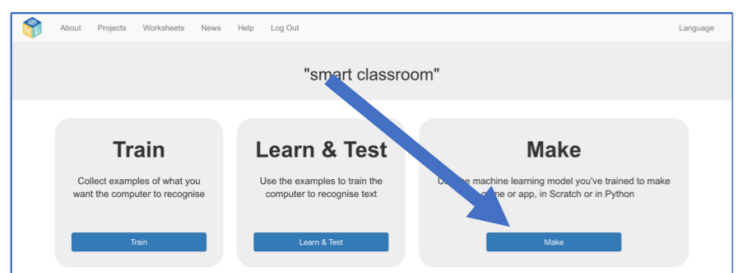 About Projects Worksheets News Help Log Out Language
"smart classroom"
Train
Collect examples of what you
want the computer to recognise
Train
Learn & Test
Use the examples to train the
computer to recognise text
Learn & Test
Make
machine learning model you've trained to make
or app, in Scratch or in Python
Make